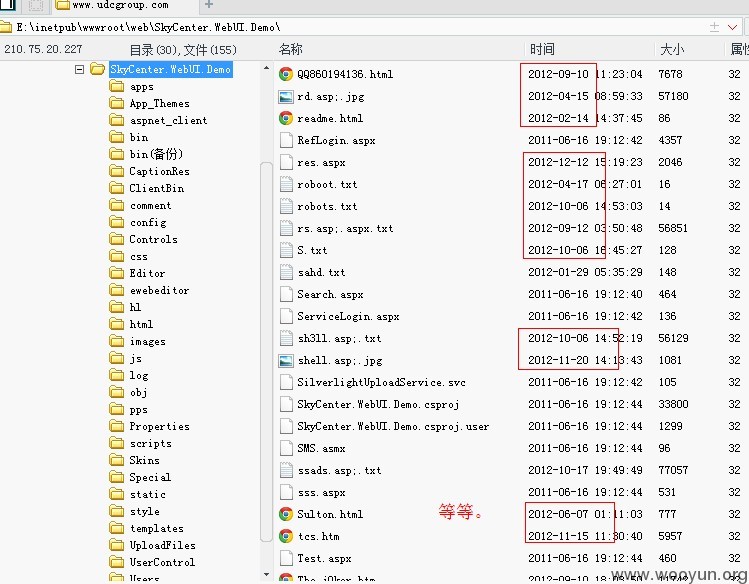 www.udcgroup.com
E:\inetpub\wwwroot\web\SkyCenter.WebUI.Demo\
210.75.20.227 目录(30),文件(155) 名称 时间 大小 属性
SkyCenter.WebUI.Demo
apps
App_Themes
aspnet_client
bin
bin(备份)
CaptionRes
ClientBin
comment
config
Controls
css
Editor
ewebeditor
hl
html
images
js
log
obj
pps
Properties
scripts
Skins
Special
static
style
templates
UploadFiles
UserControl
Users
QQ860194136.html 2012-09-10 11:23:04 7678 32
rd.asp;.jpg 2012-04-15 08:59:33 57180 32
readme.html 2012-02-14 14:37:45 86 32
RefLogin.aspx 2011-06-16 19:12:42 4357 32
res.aspx 2012-12-12 15:19:23 2046 32
roboot.txt 2012-04-17 06:27:01 16 32
robots.txt 2012-10-06 14:53:03 14 32
rs.asp;.aspx.txt 2012-09-12 03:50:48 56851 32
S.txt 2012-10-06 16:45:27 128 32
sahd.txt 2012-01-29 05:35:29 148 32
Search.aspx 2011-06-16 19:12:40 464 32
ServiceLogin.aspx 2011-06-16 19:12:42 136 32
sh3ll.asp;.txt 2012-10-06 14:52:19 56129 32
shell.asp;.jpg 2012-11-20 14:13:43 1081 32
SilverlightUploadService.svc 2011-06-16 19:12:42 105 32
SkyCenter.WebUI.Demo.csproj 2011-06-16 19:12:44 33800 32
SkyCenter.WebUI.Demo.csproj.user 2011-06-16 19:12:44 1299 32
SMS.asmx 2011-06-16 19:12:44 96 32
ssads.asp;.txt 2012-10-17 19:49:49 77057 32
sss.aspx 2011-06-16 19:12:44 531 32
Sulton.html 2012-06-07 01:11:03 777 32
等等。
tcs.htm 2012-11-15 11:30:40 5957 32
Test.aspx 2011-06-16 19:12:44 460 32
The j0ker.htm
www.wooyun.org